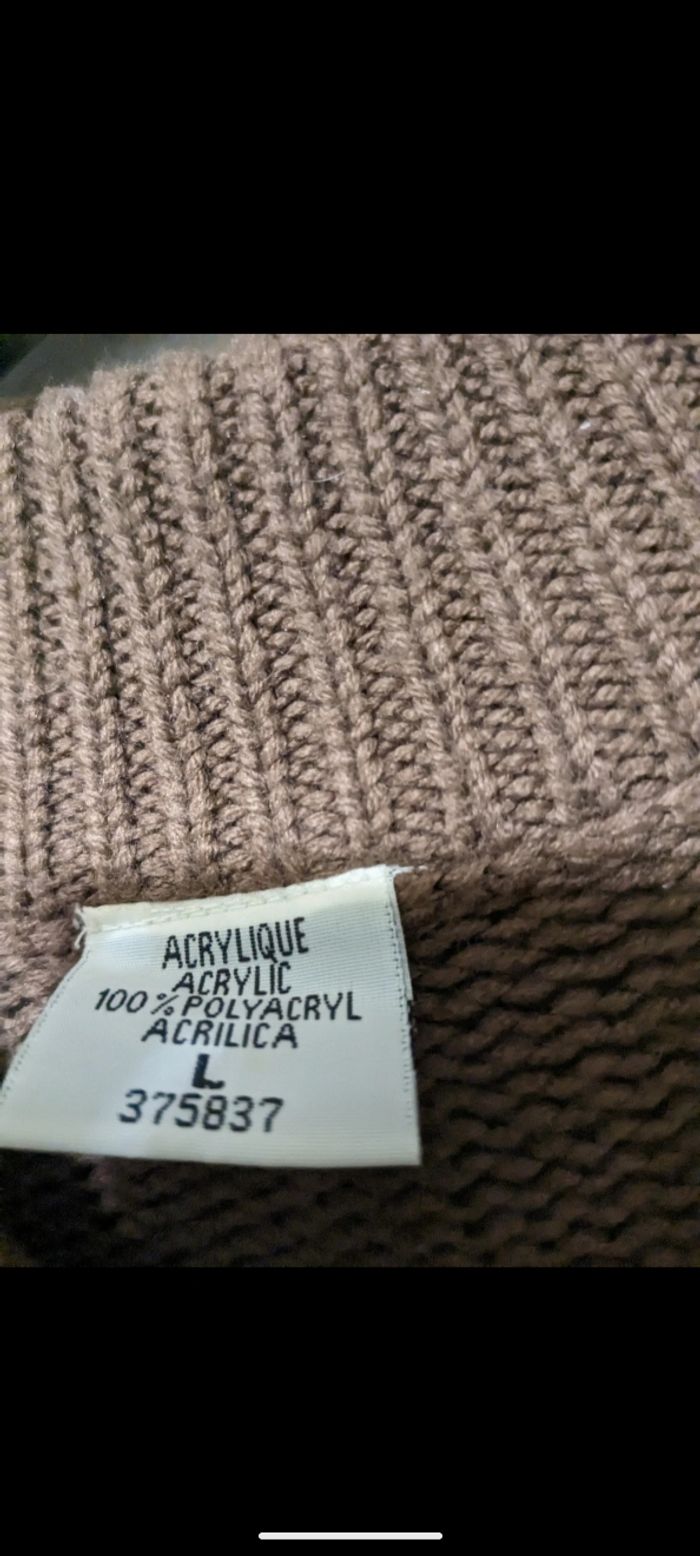 ACRYLIQUE
ACRYLIC
100% POLYACRYL
ACRILICA
L
375837